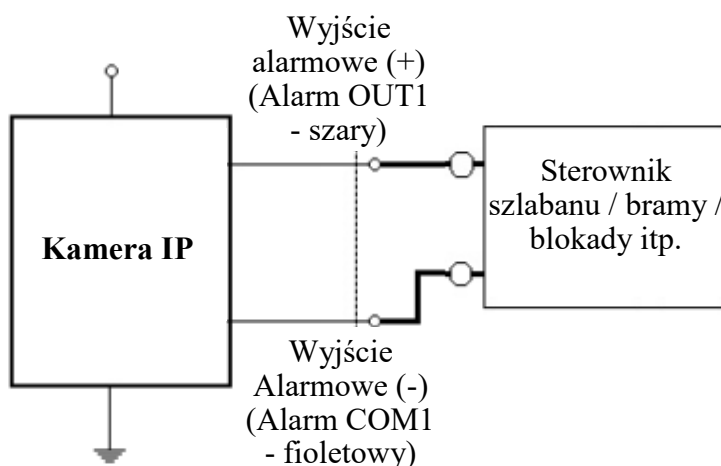 Wyjście
alarmowe (+)
(Alarm OUT1
- szary)
Kamera IP
Sterownik
szlabanu / bramy /
blokady itp.
Wyjście
Alarmowe (-)
(Alarm COM1
- fioletowy)